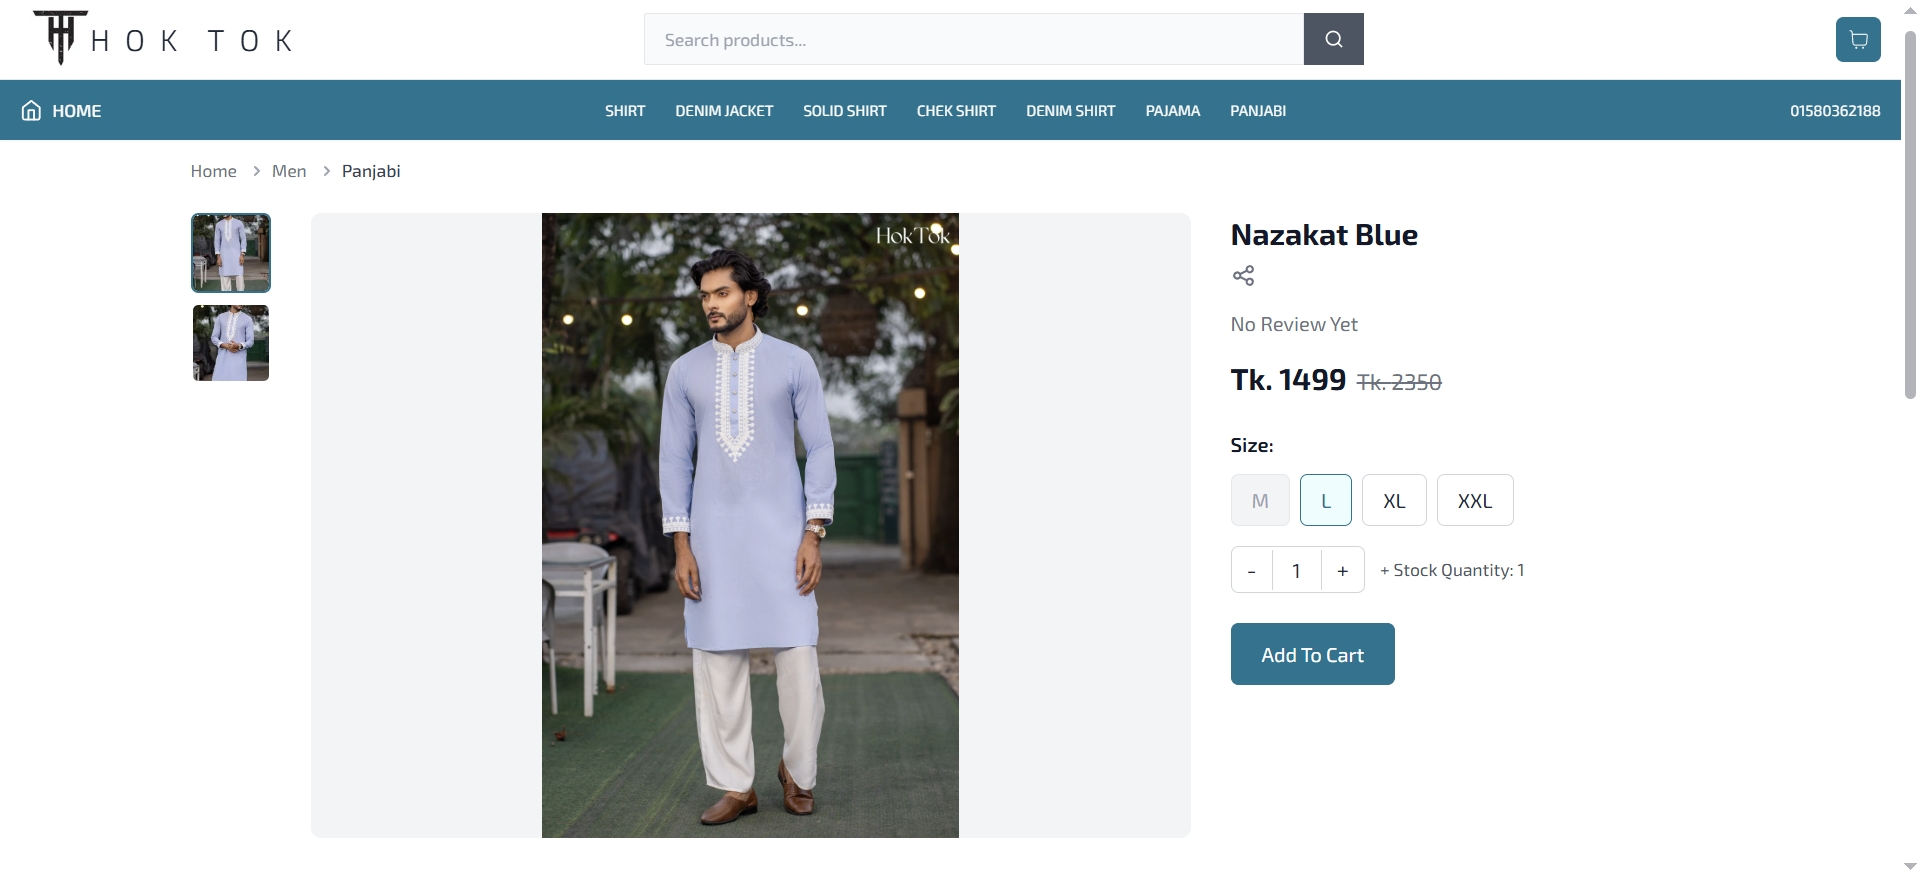 HOK TOK
Search products...
HOME
SHIRT
DENIM JACKET
SOLID SHIRT
CHEK SHIRT
DENIM SHIRT
PAJAMA
PANJABI
01580362188
Home > Men > Panjabi
HokTok
Nazakat Blue
No Review Yet
Tk. 1499 Tk. 2350
Size:
M L XL XXL
- 1 + + Stock Quantity: 1
Add To Cart